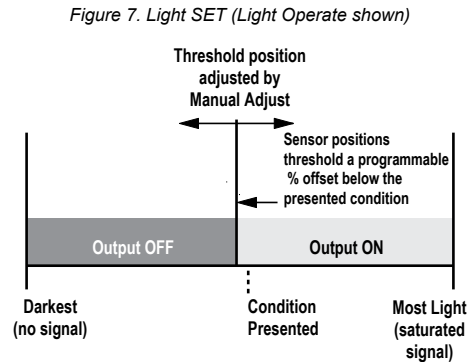 Figure 7. Light SET (Light Operate shown)
Threshold position
adjusted by
Manual Adjust
Sensor positions
threshold a programmable
% offset below the
presented condition
Output OFF
Output ON
Darkest
(no signal)
Condition
Presented
Most Light
(saturated
signal)